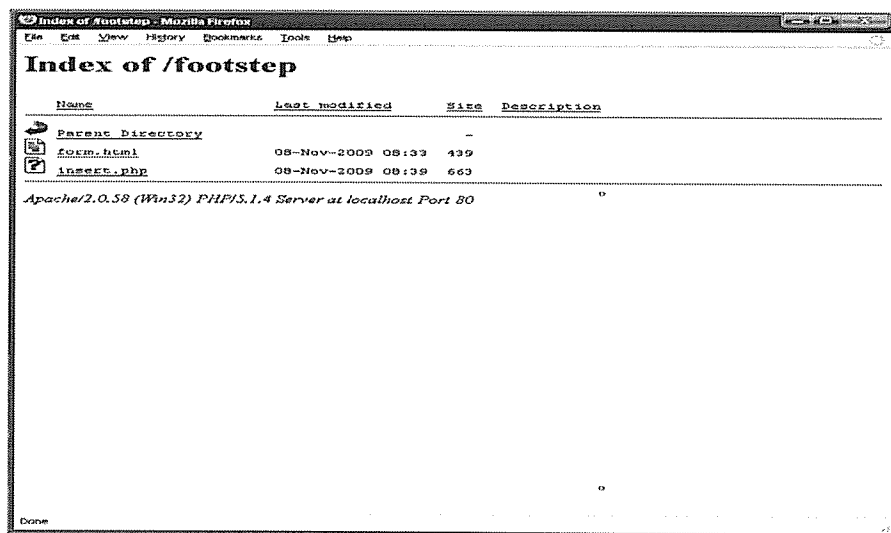 Index of /footstep - Mozilla Firefox
File Edit View History Bookmarks Tools Help
Index of /footstep
Name Last modified Size Description
Parent Directory -
form.html 08-Nov-2009 08:33 439
insert.php 08-Nov-2009 08:39 663
Apache/2.0.58 (Win32) PHP/5.1.4 Server at localhost Port 80
Done